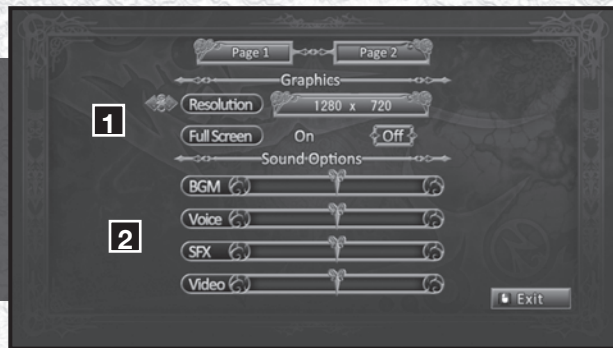 Page 1 Page 2
Graphics
1
Resolution 1280 x 720
Full Screen On Off
Sound Options
BGM
Voice
2
SFX
Video
Exit